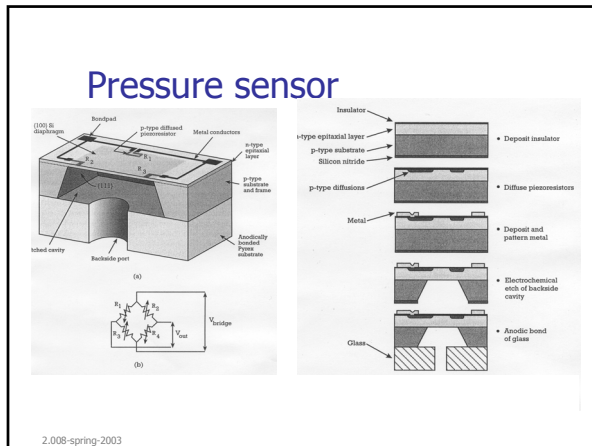 Pressure sensor
Bondpad
(100) Si
diaphragm
p-type diffused
piezoresistor
Metal conductors
n-type
epitaxial
layer
R2
R1
R3
{111}
p-type
substrate
and frame
tched cavity
Backside port
Anodically
bonded
Pyrex
substrate
(a)
R1
R2
R3
R4
Vout
Vbridge
(b)
Insulator
n-type epitaxial layer
p-type substrate
Silicon nitride
• Deposit insulator
p-type diffusions
• Diffuse piezoresistors
Metal
• Deposit and
pattern metal
• Electrochemical
etch of backside
cavity
• Anodic bond
of glass
Glass
2.008-spring-2003